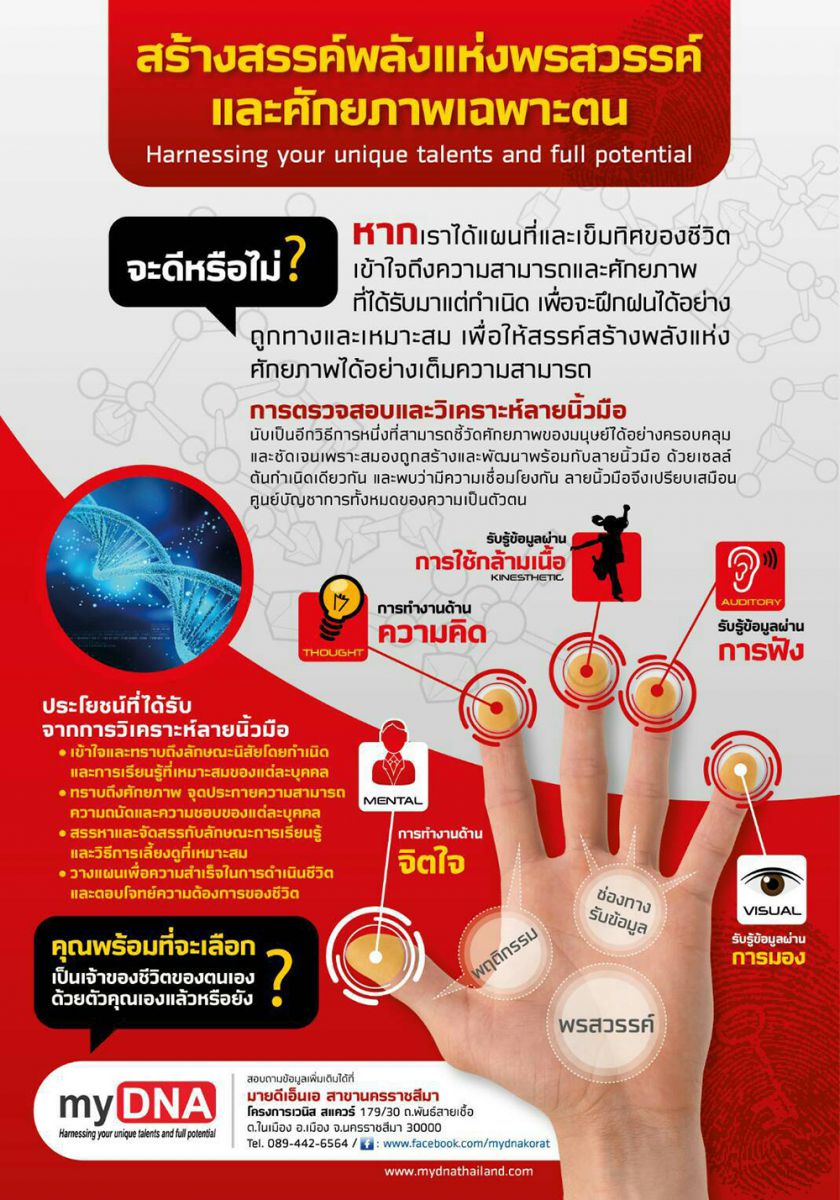 สร้างสรรค์พลังแห่งพรสวรรค์
และศักยภาพเฉพาะตน
Harnessing your unique talents and full potential
จะดีหรือไม่?
หากเราได้แผนที่และเข็มทิศของชีวิต
เข้าใจถึงความสามารถและศักยภาพ
ที่ได้รับมาแต่กำเนิด เพื่อจะฝึกฝนได้อย่าง
ถูกทางและเหมาะสม เพื่อให้สรรค์สร้างพลังแห่ง
ศักยภาพได้อย่างเต็มความสามารถ
การตรวจสอบและวิเคราะห์ลายนิ้วมือ
นับเป็นอีกวิธีการหนึ่งที่สามารถชี้วัดศักยภาพของมนุษย์ได้อย่างครอบคลุม
และชัดเจนเพราะสมองถูกสร้างและพัฒนาพร้อมกับลายนิ้วมือ ด้วยเซลล์
ต้นกำเนิดเดียวกัน และพบว่ามีความเชื่อมโยงกัน ลายนิ้วมือจึงเปรียบเสมือน
ศูนย์บัญชาการทั้งหมดของความเป็นตัวตน
รับรู้ข้อมูลผ่าน
การใช้กล้ามเนื้อ
KINESTHETIC
THOUGHT
การทำงานด้าน
ความคิด
AUDITORY
รับรู้ข้อมูลผ่าน
การฟัง
ประโยชน์ที่ได้รับ
จากการวิเคราะห์ลายนิ้วมือ
• เข้าใจและทราบถึงลักษณะนิสัยโดยกำเนิด
และการเรียนรู้ที่เหมาะสมของแต่ละบุคคล
• ทราบถึงศักยภาพ จุดประกายความสามารถ
ความถนัดและความชอบของแต่ละบุคคล
• สรรหาและจัดสรรกับลักษณะการเรียนรู้
และวิธีการเลี้ยงดูที่เหมาะสม
• วางแผนเพื่อความสำเร็จในการดำเนินชีวิต
และตอบโจทย์ความต้องการของชีวิต
MENTAL
การทำงานด้าน
จิตใจ
VISUAL
รับรู้ข้อมูลผ่าน
การมอง
ช่องทาง
รับข้อมูล
พฤติกรรม
พรสวรรค์
คุณพร้อมที่จะเลือก
เป็นเจ้าของชีวิตของตนเอง
ด้วยตัวคุณเองแล้วหรือยัง ?
myDNA
Harnessing your unique talents and full potential
สอบถามข้อมูลเพิ่มเติมได้ที่
มายดีเอ็นเอ สาขานครราชสีมา
โครงการเวนิส สแควร์ 179/30 ถ.พันธ์สายเชื้อ
ต.ในเมือง อ.เมือง จ.นครราชสีมา 30000
Tel. 089-442-6564 / f : www.facebook.com/mydnakorat
www.mydnathailand.com